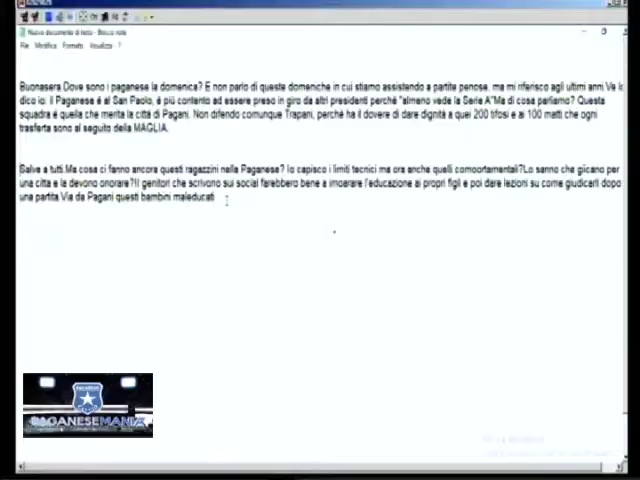 Nuovo documento di testo - Blocco note
File Modifica Formato Visualizza ?
Buonasera.Dove sono i paganese la domenica? E non parlo di queste domeniche in cui stiamo assistendo a partite penose, ma mi riferisco agli ultimi anni.Ve lo
dico io: il Paganese é al San Paolo, é più contento ad essere preso in giro da altri presidenti perché "almeno vede la Serie A"Ma di cosa parliamo? Questa
squadra é quella che merita la città di Pagani. Non difendo comunque Trapani, perché ha il dovere di dare dignità a quei 200 tifosi e ai 100 matti che ogni
trasferta sono al seguito della MAGLIA.
Salve a tutti.Ma cosa ci fanno ancora questi ragazzini nella Paganese? Io capisco i limiti tecnici ma ora anche quelli comportamentali?Lo sanno che gicano per
una citta e la devono onorare?Il genitori che scrivono sui social farebbero bene a imparare l'educazione ai propri figli e poi dare lezioni su come giudicarli dopo
una partita.Via da Pagani questi bambini maleducati
PAGANESEMANIA